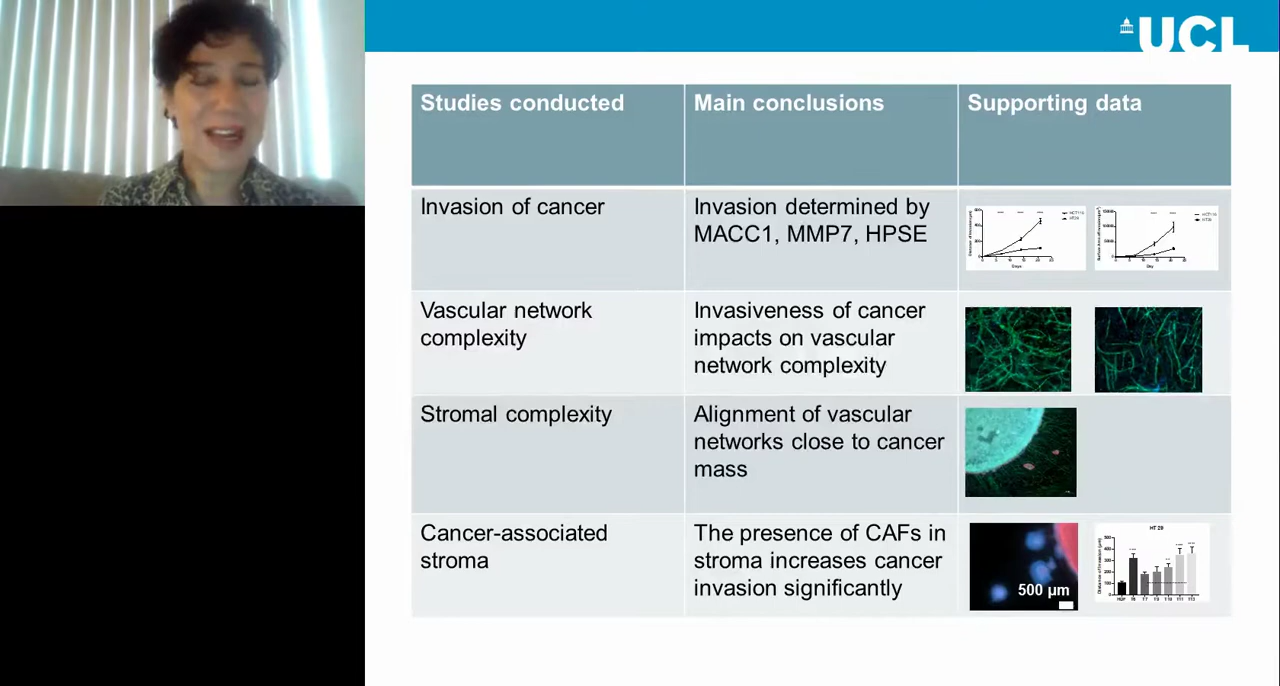 UCL
Studies conducted
Main conclusions
Supporting data
Invasion of cancer
Invasion determined by
MACC1, MMP7, HPSE
Vascular network
complexity
Invasiveness of cancer
impacts on vascular
network complexity
Stromal complexity
Alignment of vascular
networks close to cancer
mass
Cancer-associated
stroma
The presence of CAFs in
stroma increases cancer
invasion significantly
500 µm
HT 29